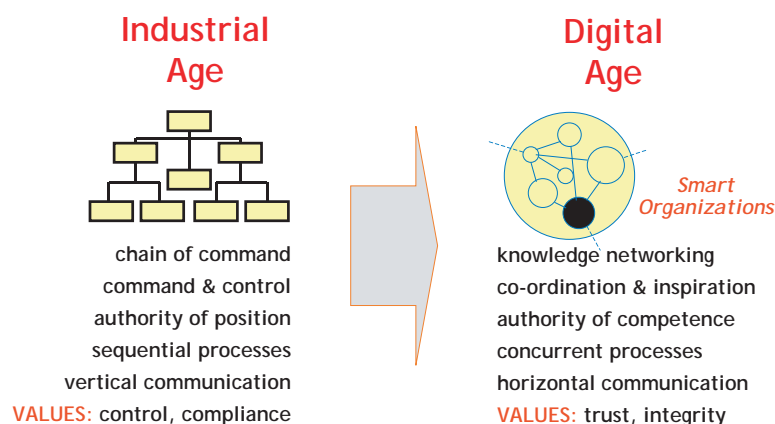 Industrial
Age
chain of command
command & control
authority of position
sequential processes
vertical communication
VALUES: control, compliance
Digital
Age
Smart
Organizations
knowledge networking
co-ordination & inspiration
authority of competence
concurrent processes
horizontal communication
VALUES: trust, integrity